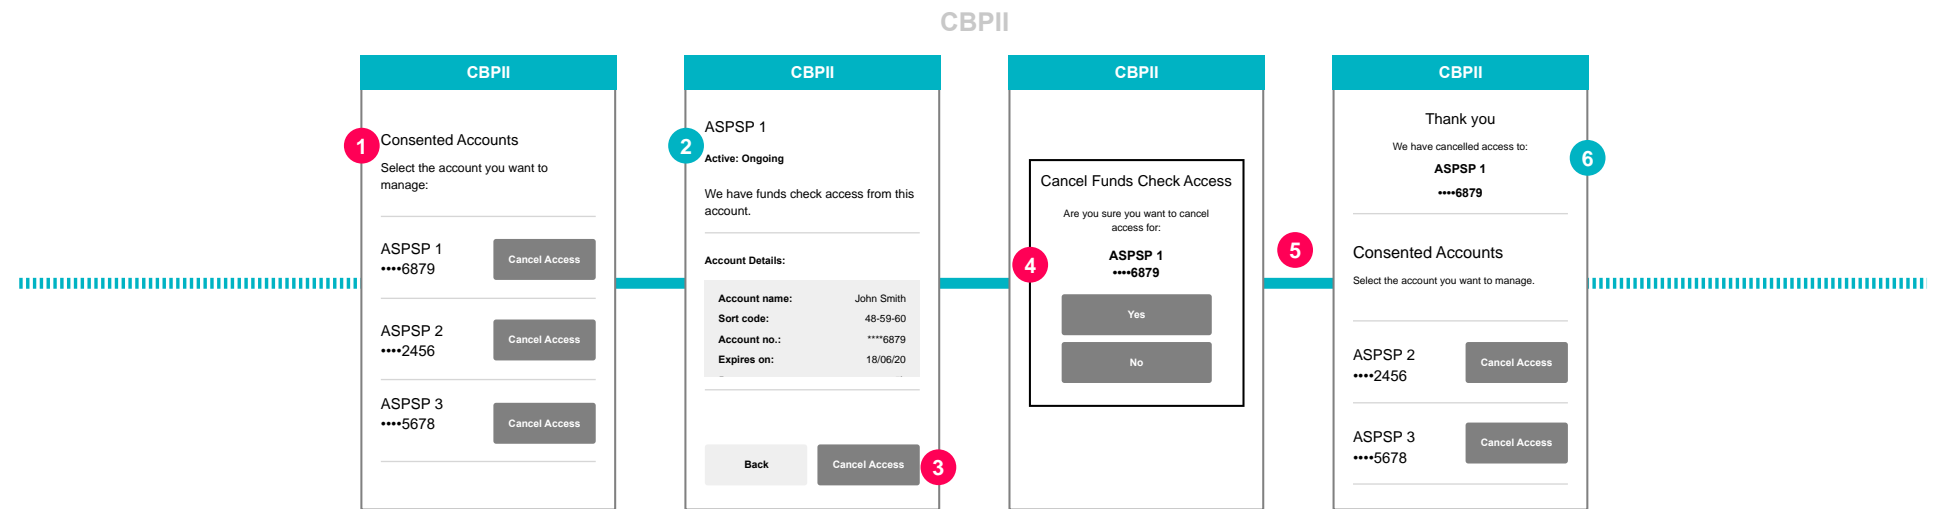 CBPII
CBPII
1
Consented Accounts
Select the account you want to
manage:
ASPSP 1
••••6879
Cancel Access
ASPSP 2
••••2456
Cancel Access
ASPSP 3
••••5678
Cancel Access
CBPII
2
ASPSP 1
Active: Ongoing
We have funds check access from this
account.
Account Details:
Account name: John Smith
Sort code: 48-59-60
Account no.: ****6879
Expires on: 18/06/20
Back
Cancel Access
3
CBPII
Cancel Funds Check Access
Are you sure you want to cancel
access for:
4
ASPSP 1
••••6879
Yes
No
5
CBPII
Thank you
We have cancelled access to:
6
ASPSP 1
••••6879
Consented Accounts
Select the account you want to manage.
ASPSP 2
••••2456
Cancel Access
ASPSP 3
••••5678
Cancel Access